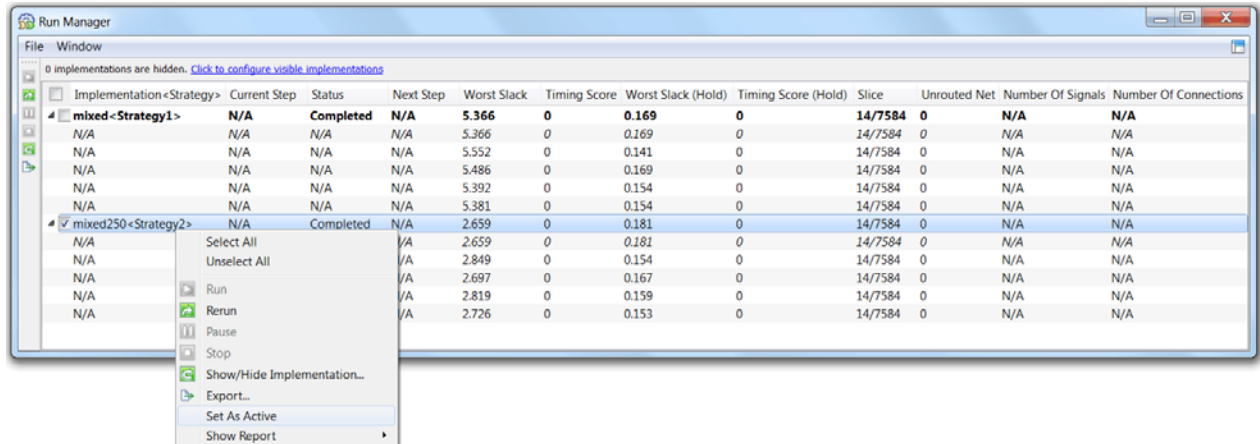 Run Manager
File Window
0 implementations are hidden. Click to configure visible implementations
Implementation<Strategy> Current Step Status Next Step Worst Slack Timing Score Worst Slack (Hold) Timing Score (Hold) Slice Unrouted Net Number Of Signals Number Of Connections
mixed<Strategy1> N/A Completed N/A 5.366 0 0.169 0 14/7584 0 N/A N/A
N/A N/A N/A N/A 5.366 0 0.169 0 14/7584 0 N/A N/A
N/A N/A N/A N/A 5.552 0 0.141 0 14/7584 0 N/A N/A
N/A N/A N/A N/A 5.486 0 0.169 0 14/7584 0 N/A N/A
N/A N/A N/A N/A 5.392 0 0.154 0 14/7584 0 N/A N/A
N/A N/A N/A N/A 5.381 0 0.154 0 14/7584 0 N/A N/A
mixed250<Strategy2> N/A Completed N/A 2.659 0 0.181 0 14/7584 0 N/A N/A
N/A Select All /A 2.659 0 0.181 0 14/7584 0 N/A N/A
N/A Unselect All /A 2.849 0 0.154 0 14/7584 0 N/A N/A
N/A Run /A 2.697 0 0.167 0 14/7584 0 N/A N/A
N/A /A 2.819 0 0.159 0 14/7584 0 N/A N/A
N/A Rerun /A 2.726 0 0.153 0 14/7584 0 N/A N/A
Pause
Stop
Show/Hide Implementation...
Export...
Set As Active
Show Report